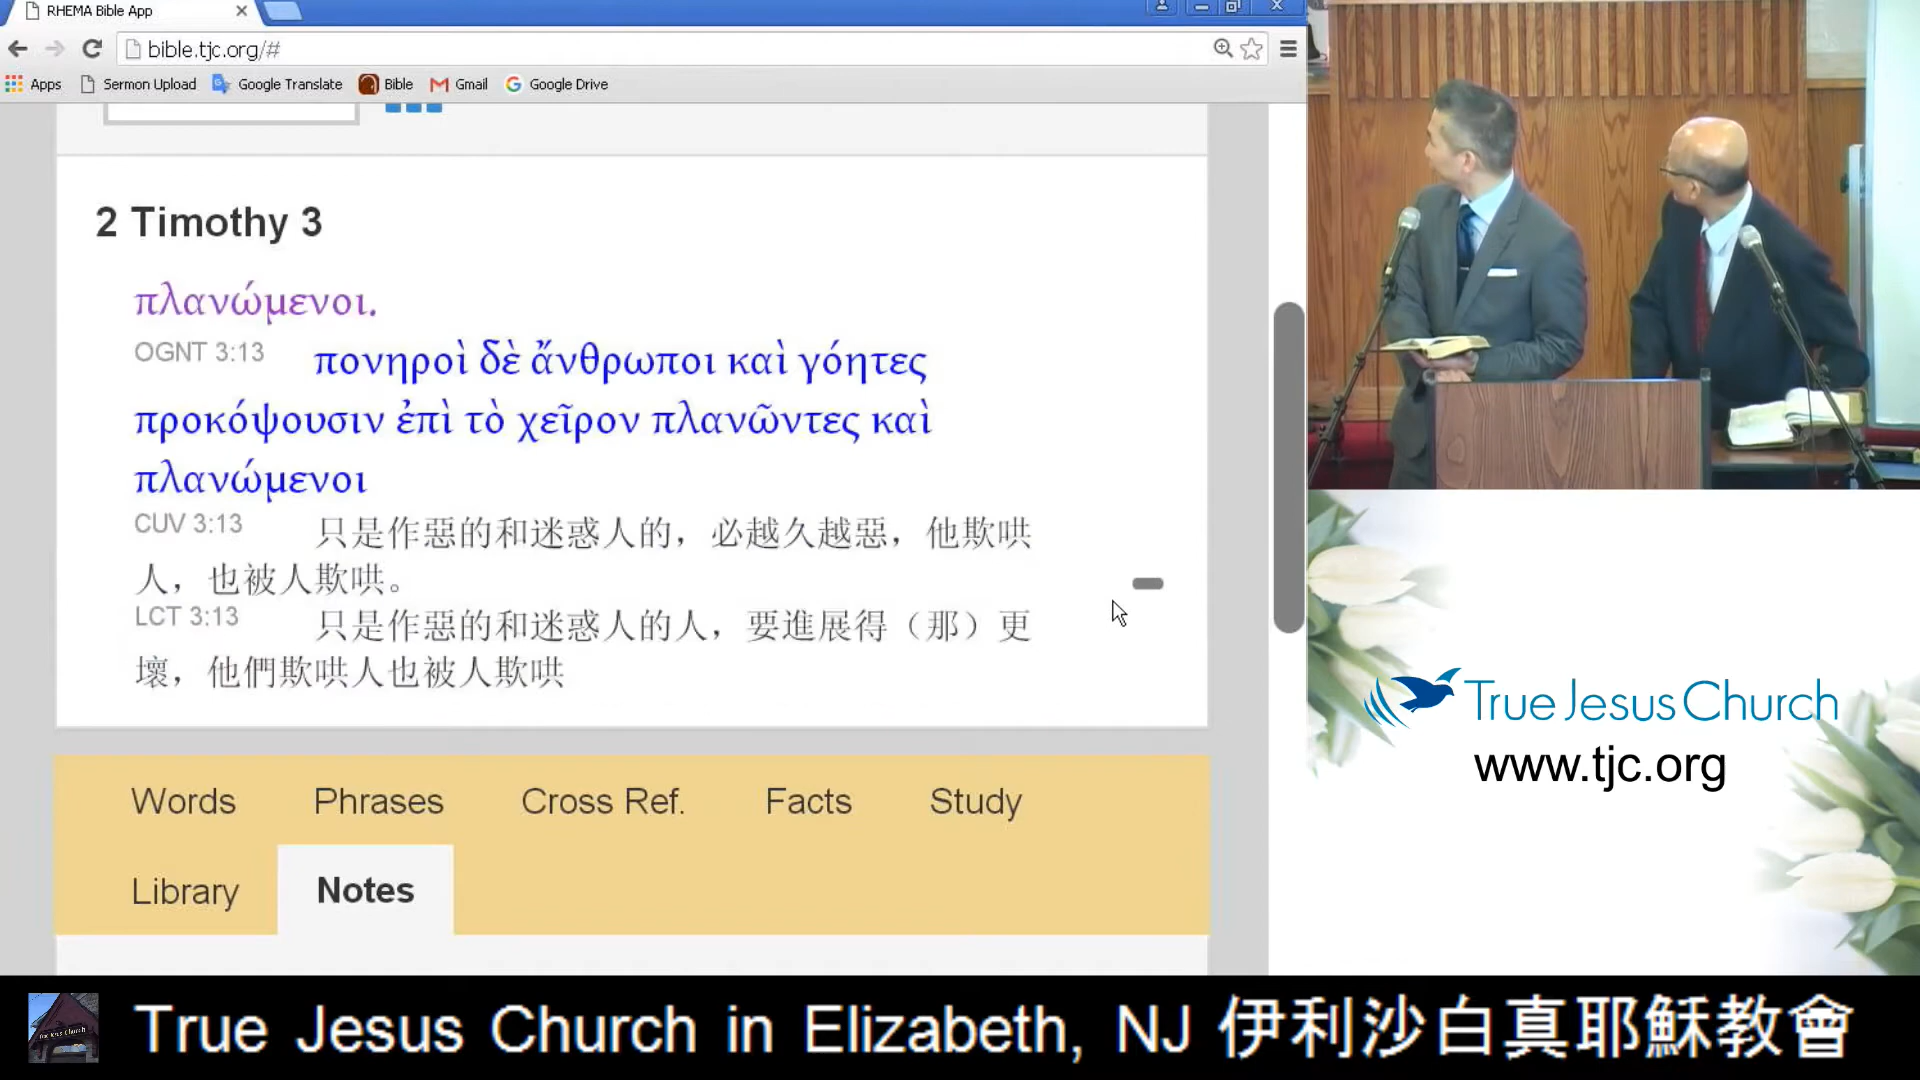 RHEMA Bible App
bible.tjc.org/#
Apps Sermon Upload Google Translate Bible Gmail Google Drive
2 Timothy 3
πλανώμενοι.
OGNT 3:13 πονηροὶ δὲ ἄνθρωποι καὶ γόητες
προκόψουσιν ἐπὶ τὸ χεῖρον πλανῶντες καὶ
πλανώμενοι
CUV 3:13 只是作惡的和迷惑人的，必越久越惡，他欺哄
人，也被人欺哄。
LCT 3:13 只是作惡的和迷惑人的人，要進展得（那）更
壞，他們欺哄人也被人欺哄
Words Phrases Cross Ref. Facts Study
Library Notes
True Jesus Church
www.tjc.org
True Jesus Church
True Jesus Church in Elizabeth, NJ 伊利沙白真耶穌教會